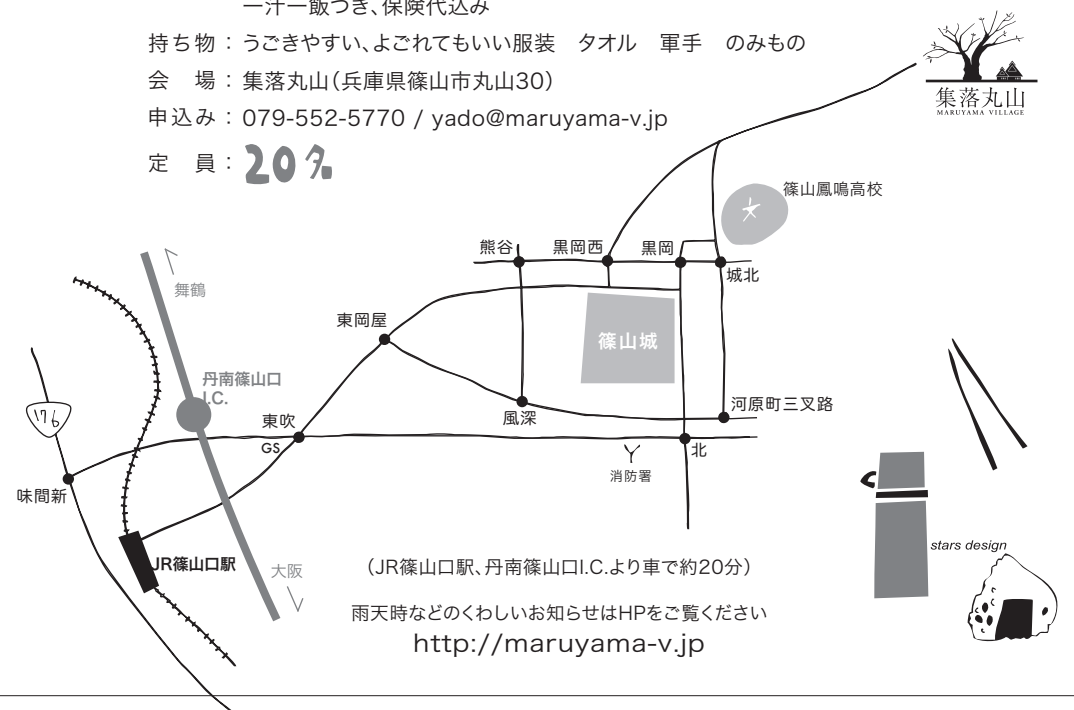 一汁一飯つき、保険代込み
持ち物：うごきやすい、よごれてもいい服装　タオル　軍手　のみもの
会　場：集落丸山（兵庫県篠山市丸山30）
申込み：079-552-5770 / yado@maruyama-v.jp
定　員：20名
集落丸山
MARUYAMA VILLAGE
篠山鳳鳴高校
熊谷
黒岡西
黒岡
城北
舞鶴
東岡屋
篠山城
丹南篠山口
I.C.
176
東吹
GS
風深
河原町三叉路
北
消防署
味間新
JR篠山口駅
大阪
stars design
（JR篠山口駅、丹南篠山口I.C.より車で約20分）
雨天時などのくわしいお知らせはHPをご覧ください
http://maruyama-v.jp